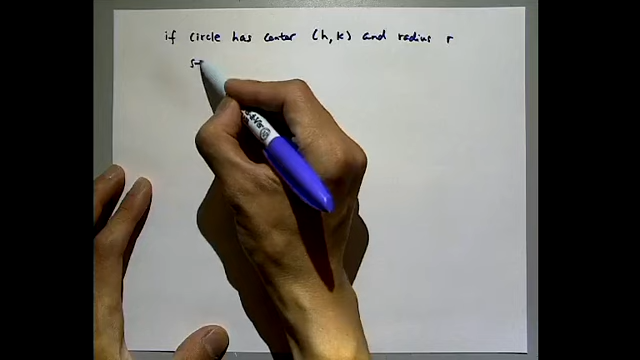 if circle has center (h, k) and radius r